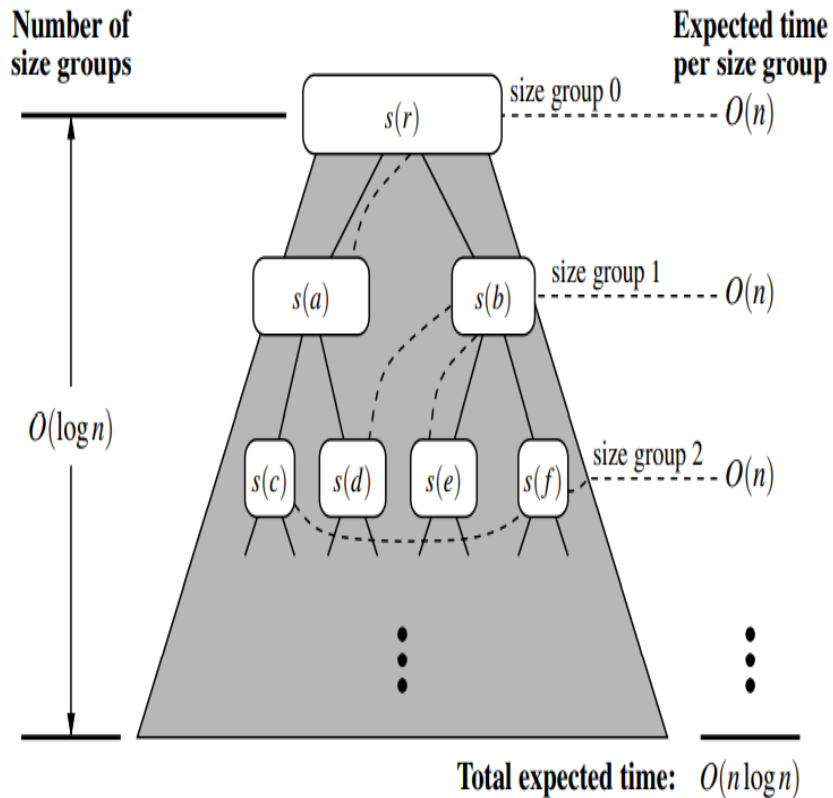 Number of
size groups
Expected time
per size group
s(r)
size group 0
O(n)
s(a)
s(b)
size group 1
O(n)
O(log n)
s(c)
s(d)
s(e)
s(f)
size group 2
O(n)
Total expected time: O(n log n)